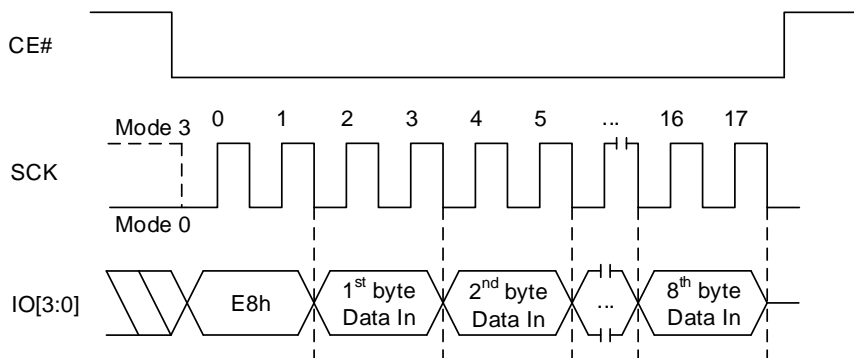 CE#
0 1 2 3 4 5 ... 16 17
Mode 3
SCK
Mode 0
IO[3:0]
E8h
1st byte
Data In
2nd byte
Data In
...
8th byte
Data In